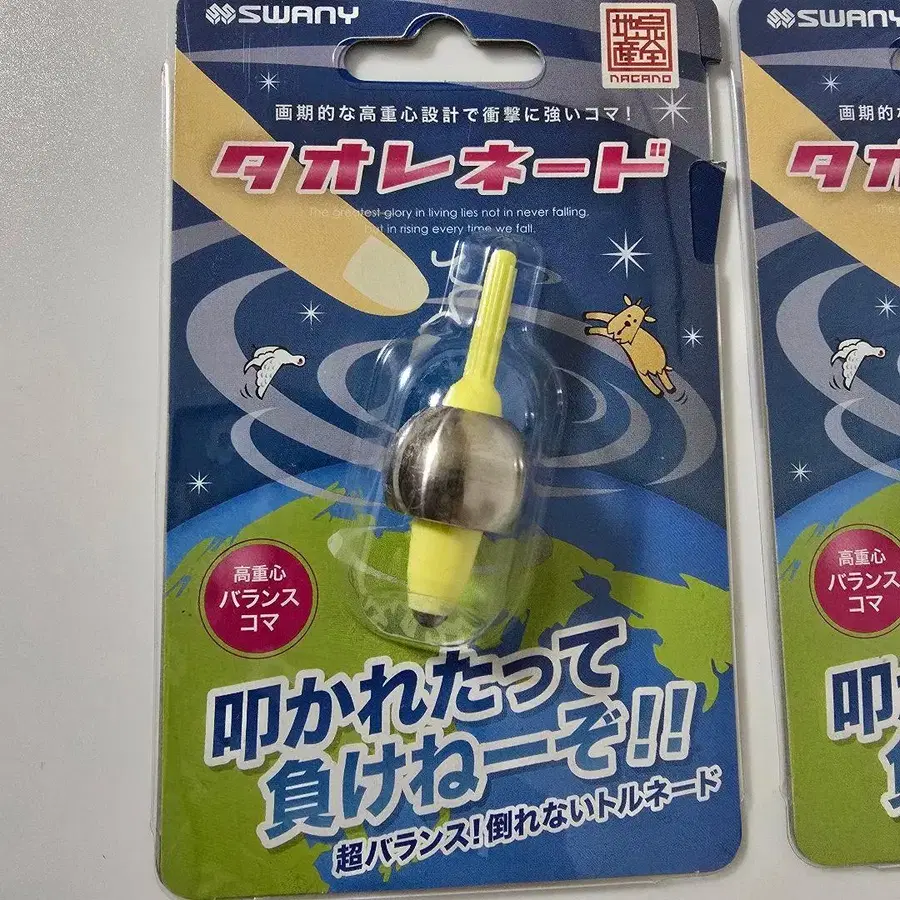 SWANY
完全
地産
NAGANO
画期的な高重心設計で衝撃に強いコマ!
タオレネード
The greatest glory in living lies not in never falling,
but in rising every time we fall.
高重心
バランス
コマ
叩かれたって
負けねーぞ!!
超バランス!倒れないトルネード
SWANY
画期的な
タオ
The
高重心
バランス
コマ
叩